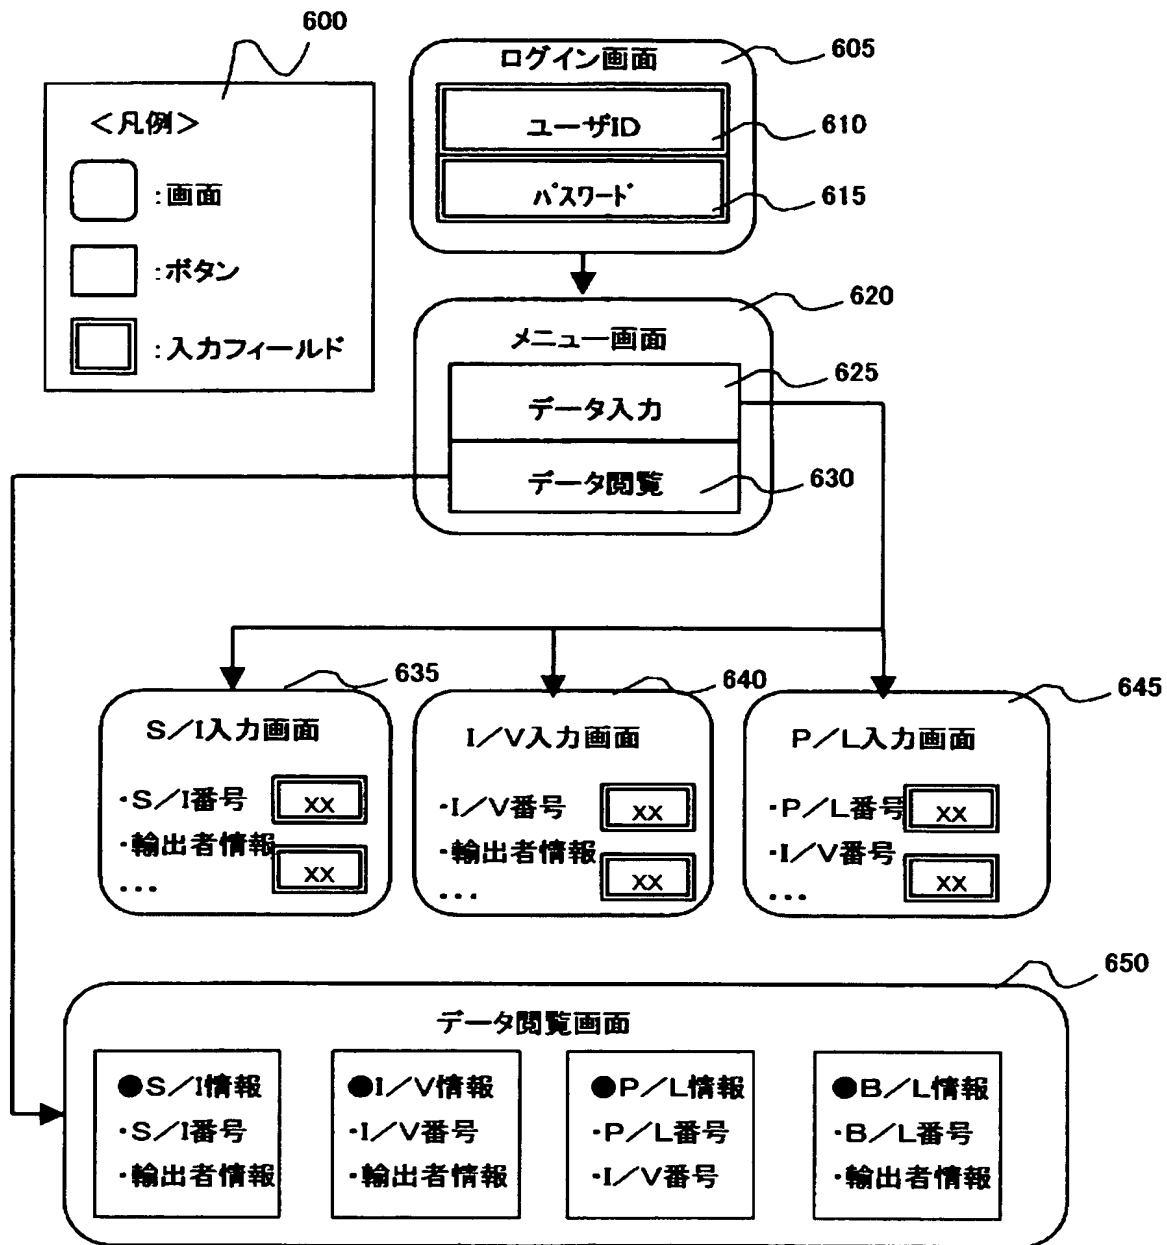 600
<凡例>
:画面
:ボタン
:入力フィールド
ログイン画面
605
ユーザID
610
パスワード
615
620
メニュー画面
625
データ入力
データ閲覧
630
635
S/I入力画面
・S/I番号
xx
・輸出者情報
xx
・・・
640
I/V入力画面
・I/V番号
xx
・輸出者情報
xx
・・・
645
P/L入力画面
・P/L番号
xx
・I/V番号
xx
・・・
650
データ閲覧画面
●S/I情報
・S/I番号
・輸出者情報
●I/V情報
・I/V番号
・輸出者情報
●P/L情報
・P/L番号
・I/V番号
●B/L情報
・B/L番号
・輸出者情報